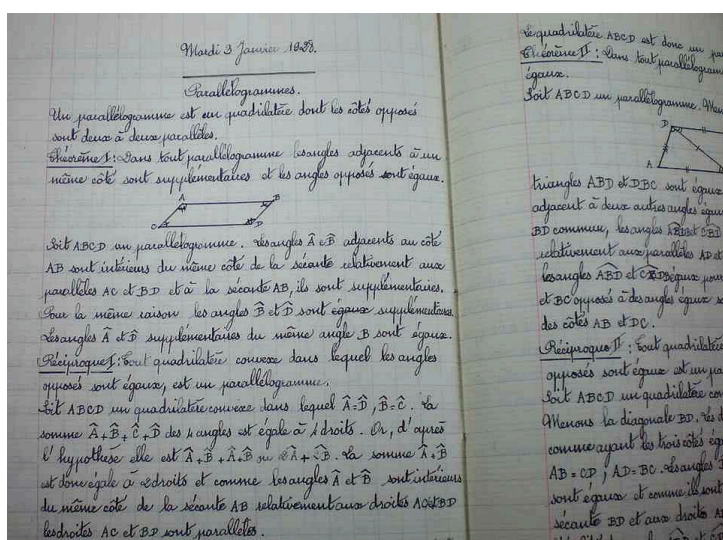 Mardi 3 Janvier 1928.
Parallélogrammes.
Un parallélogramme est un quadrilatère dont les côtés opposés
sont deux à deux parallèles.
Théorème I : Dans tout parallélogramme les angles adjacents à un
même côté sont supplémentaires et les angles opposés sont égaux.
A B
C D
Soit ABCD un parallélogramme. Les angles Â et B̂ adjacents au côté
AB sont intérieurs du même côté de la sécante relativement aux
parallèles AC et BD et à la sécante AB, ils sont supplémentaires.
Pour la même raison les angles B̂ et D̂ sont égaux supplémentaires.
Les angles Â et D̂ supplémentaires du même angle B sont égaux.
Réciproque I : Tout quadrilatère convexe dans lequel les angles
opposés sont égaux, est un parallélogramme.
Soit ABCD un quadrilatère convexe dans lequel Â=D̂, B̂=Ĉ. La
somme Â+B̂+Ĉ+D̂ des 4 angles est égale à 4 droits. Or, d'après
l'hypothèse elle est Â+B̂+Â+B̂ ou 2Â+2B̂. La somme Â+B̂
est donc égale à 2 droits et comme les angles Â et B̂ sont intérieurs
du même côté de la sécante AB relativement aux droites AC et BD
les droites AC et BD sont parallèles.
Le quadrilatère ABCD est donc un
Théorème II : Dans tout
égaux.
Soit ABCD un parallélogramme.
D
A
triangles ABD et DBC sont égaux
adjacent à deux autres angles
BD commun, les angles
relativement aux parallèles AD et
les angles ABD et
et BC opposés à des angles égaux
des côtés AB et DC.
Réciproque II : Tout quadrilatère
opposés sont égaux est un
Soit ABCD un quadrilatère
Menons la diagonale BD. Les
comme ayant les trois côtés
AB = CD, AD = BC. Les angles
sont égaux et comme ils sont
sécante BD et aux droites